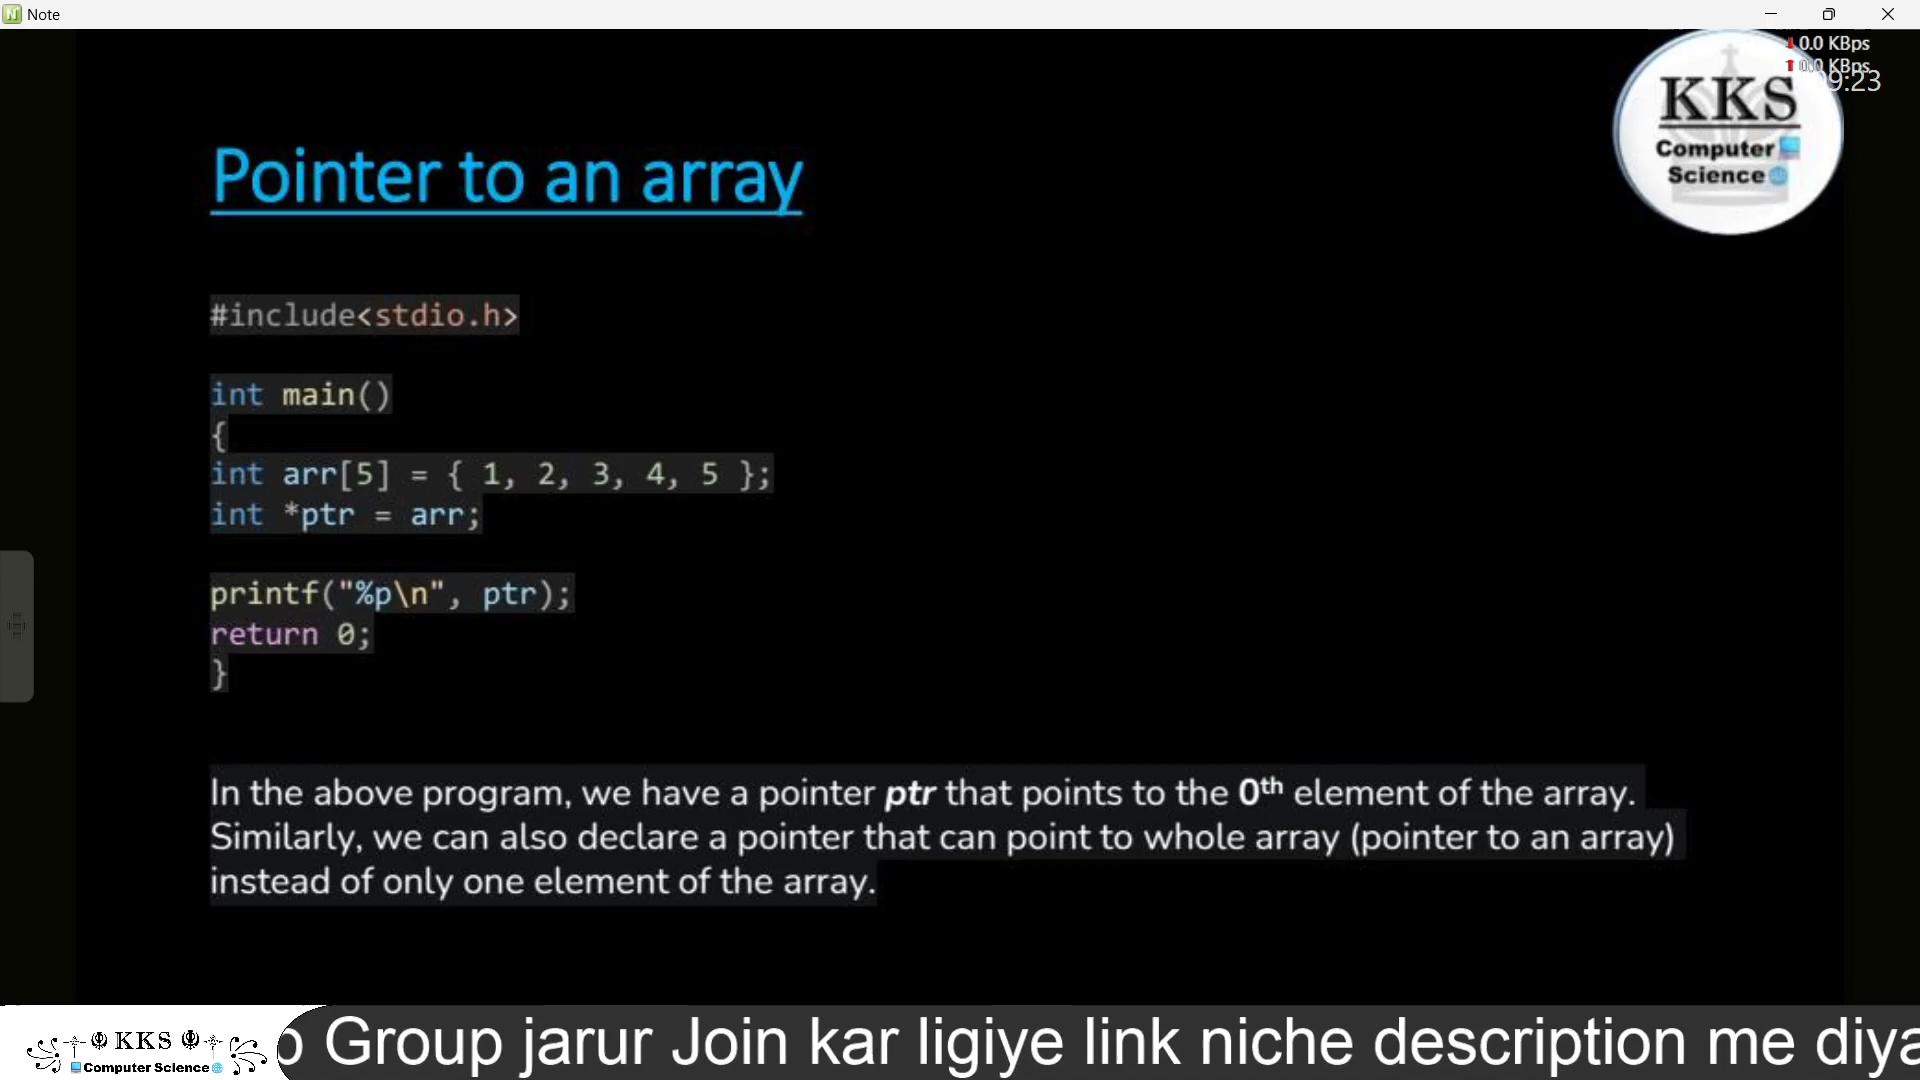 Note
0.0 KBps
0.0 KBps
9:23
KKS
Computer
Science
Pointer to an array
#include<stdio.h>
int main()
{
int arr[5] = { 1, 2, 3, 4, 5 };
int *ptr = arr;
printf("%p\n", ptr);
return 0;
}
In the above program, we have a pointer ptr that points to the 0th element of the array.
Similarly, we can also declare a pointer that can point to whole array (pointer to an array)
instead of only one element of the array.
KKS
Computer Science
Group jarur Join kar ligiye link niche description me diya